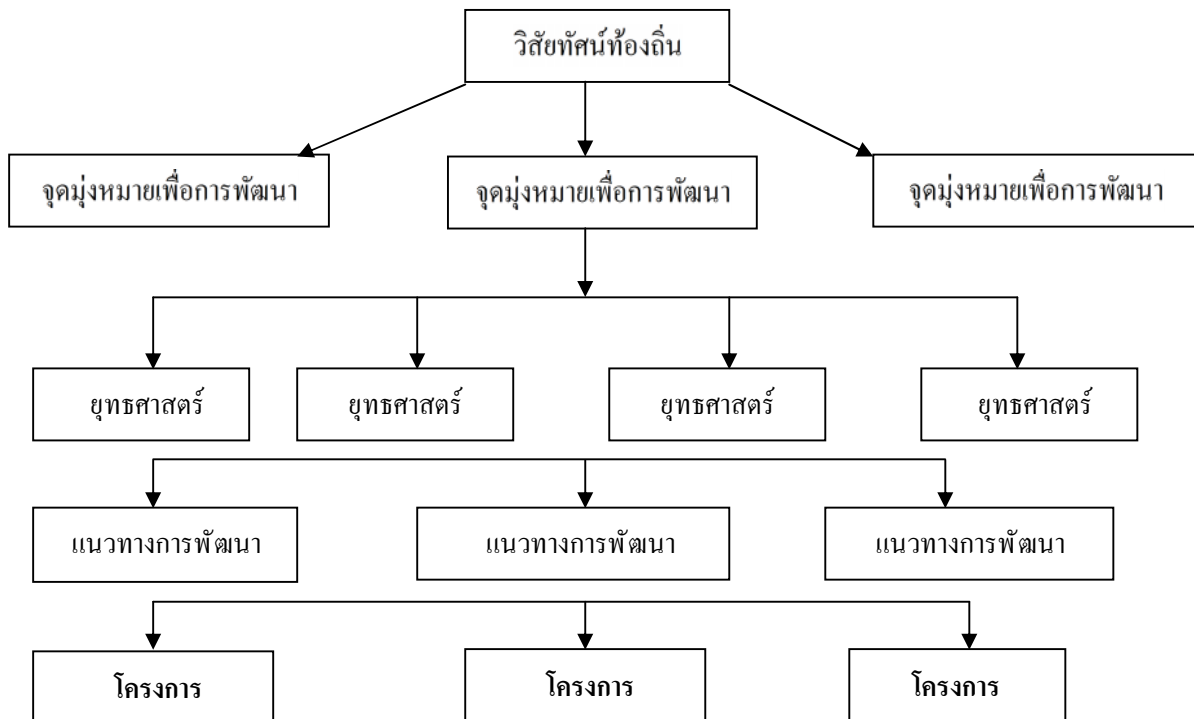 วิสัยทัศน์ท้องถิ่น
จุดมุ่งหมายเพื่อการพัฒนา
จุดมุ่งหมายเพื่อการพัฒนา
จุดมุ่งหมายเพื่อการพัฒนา
ยุทธศาสตร์
ยุทธศาสตร์
ยุทธศาสตร์
ยุทธศาสตร์
แนวทางการพัฒนา
แนวทางการพัฒนา
แนวทางการพัฒนา
โครงการ
โครงการ
โครงการ